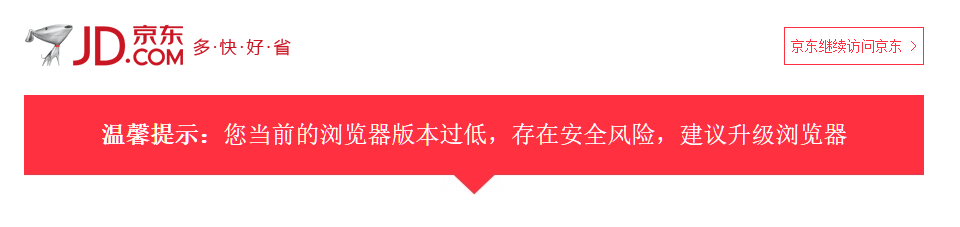 JD 京东
.COM 多·快·好·省
京东继续访问京东 >
温馨提示：您当前的浏览器版本过低，存在安全风险，建议升级浏览器